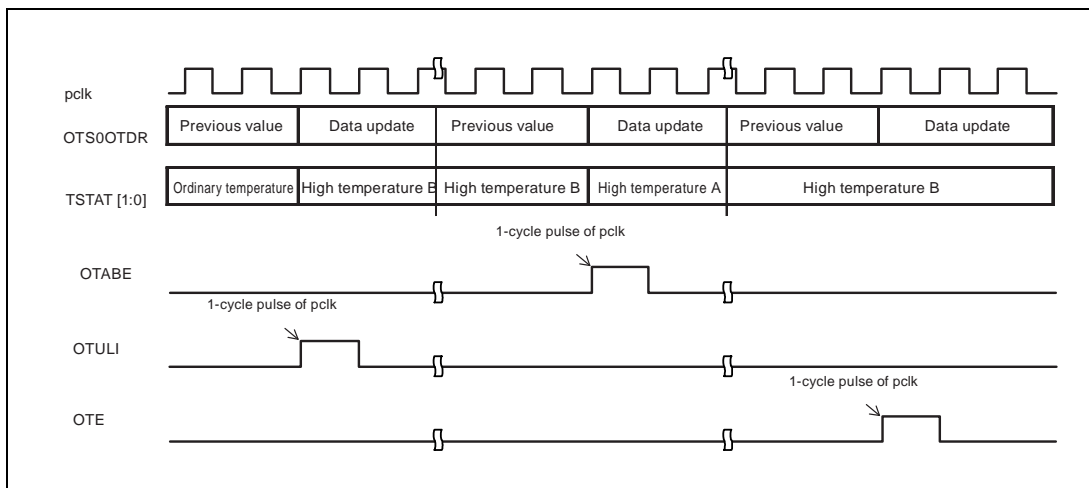 pclk
OTS0OTDR
Previous value
Data update
Previous value
Data update
Previous value
Data update
TSTAT [1:0]
Ordinary temperature
High temperature B
High temperature B
High temperature A
High temperature B
1-cycle pulse of pclk
OTABE
1-cycle pulse of pclk
OTULI
1-cycle pulse of pclk
OTE